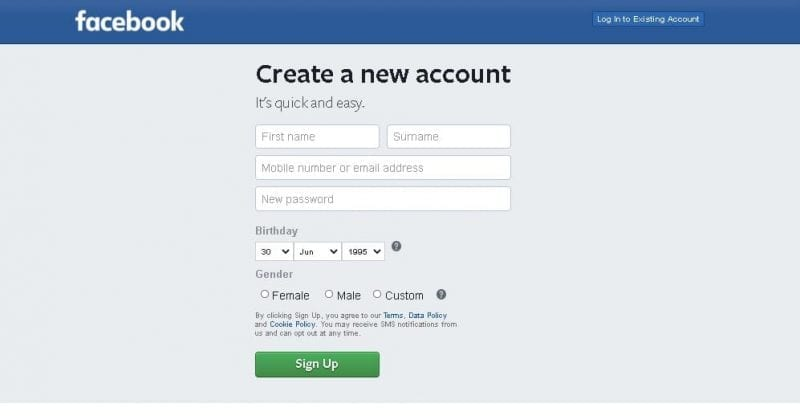 facebook
Log In to Existing Account
Create a new account
It's quick and easy.
First name Surname
Mobile number or email address
New password
Birthday
30 Jun 1995 ?
Gender
Female Male Custom ?
By clicking Sign Up, you agree to our Terms, Data Policy
and Cookie Policy. You may receive SMS notifications from
us and can opt out at any time.
Sign Up